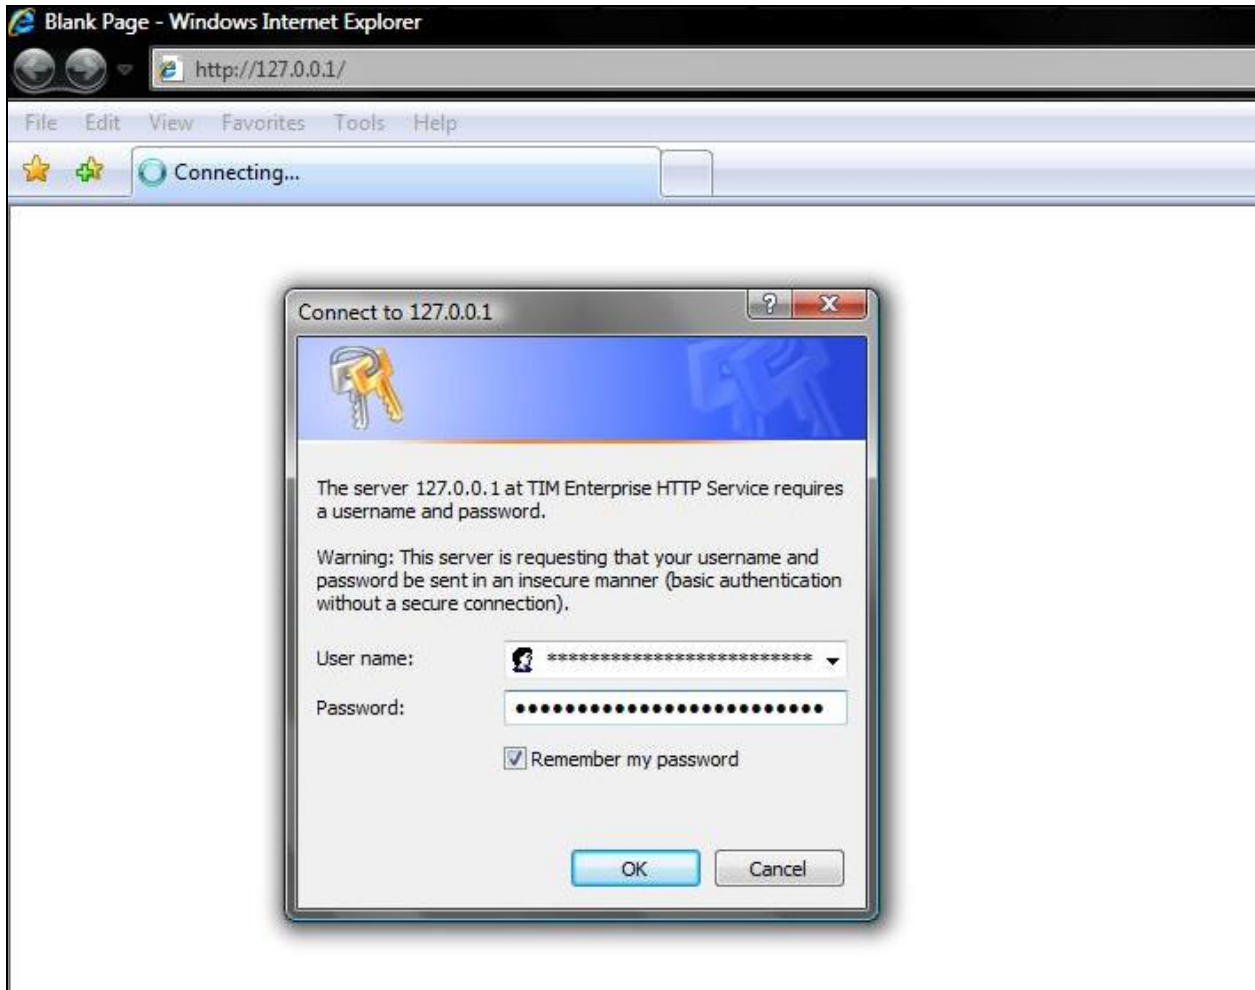 Blank Page - Windows Internet Explorer
http://127.0.0.1/
File Edit View Favorites Tools Help
Connecting...
Connect to 127.0.0.1
The server 127.0.0.1 at TIM Enterprise HTTP Service requires
a username and password.
Warning: This server is requesting that your username and
password be sent in an insecure manner (basic authentication
without a secure connection).
User name: *************************
Password: •••••••••••••••••••••••••
Remember my password
OK Cancel